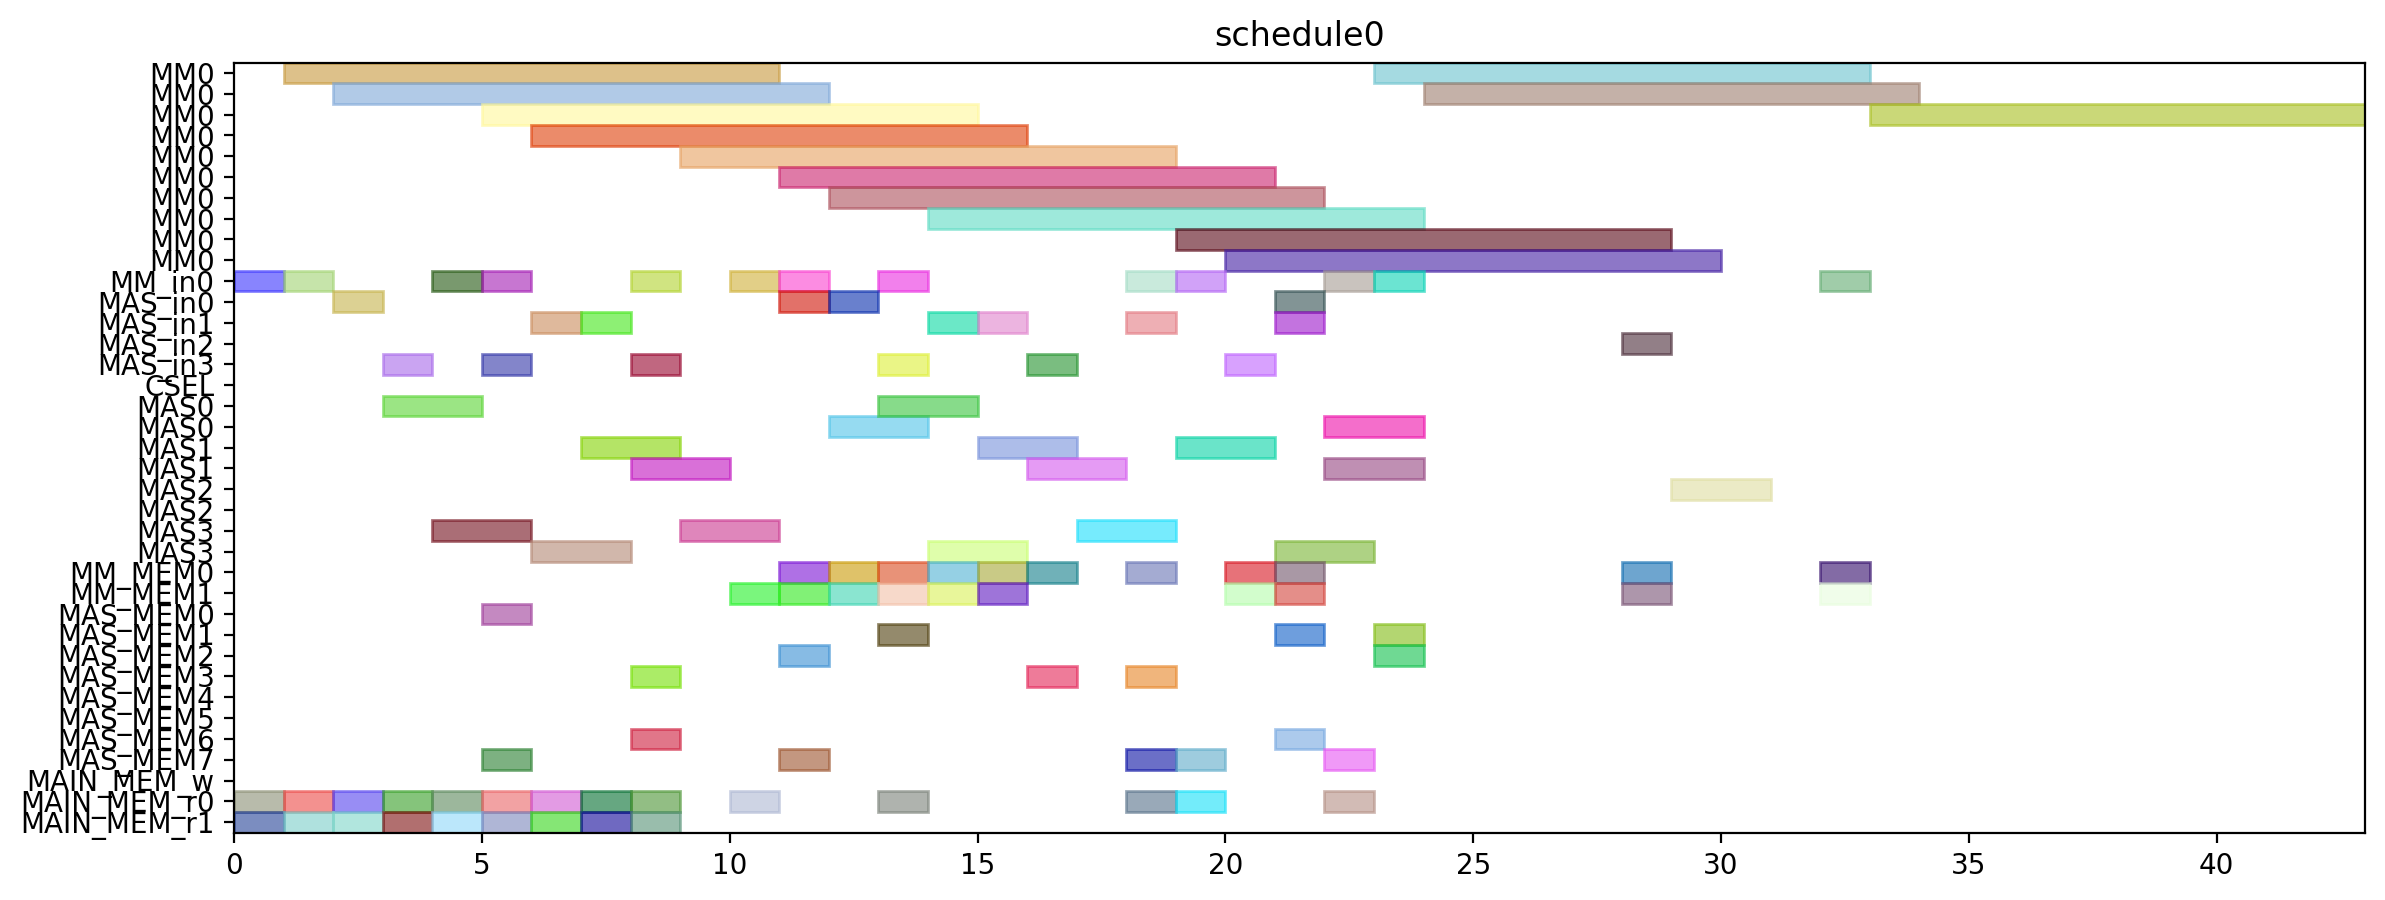 schedule0
MM0
MM0
MM0
MM0
MM0
MM0
MM0
MM0
MM0
MM0
MM_in0
MAS_in0
MAS_in1
MAS_in2
MAS_in3
CSEL
MAS0
MAS0
MAS1
MAS1
MAS2
MAS2
MAS3
MAS3
MM_MEM0
MM_MEM1
MAS_MEM0
MAS_MEM1
MAS_MEM2
MAS_MEM3
MAS_MEM4
MAS_MEM5
MAS_MEM6
MAS_MEM7
MAIN_MEM_w
MAIN_MEM_r0
MAIN_MEM_r1
0 5 10 15 20 25 30 35 40